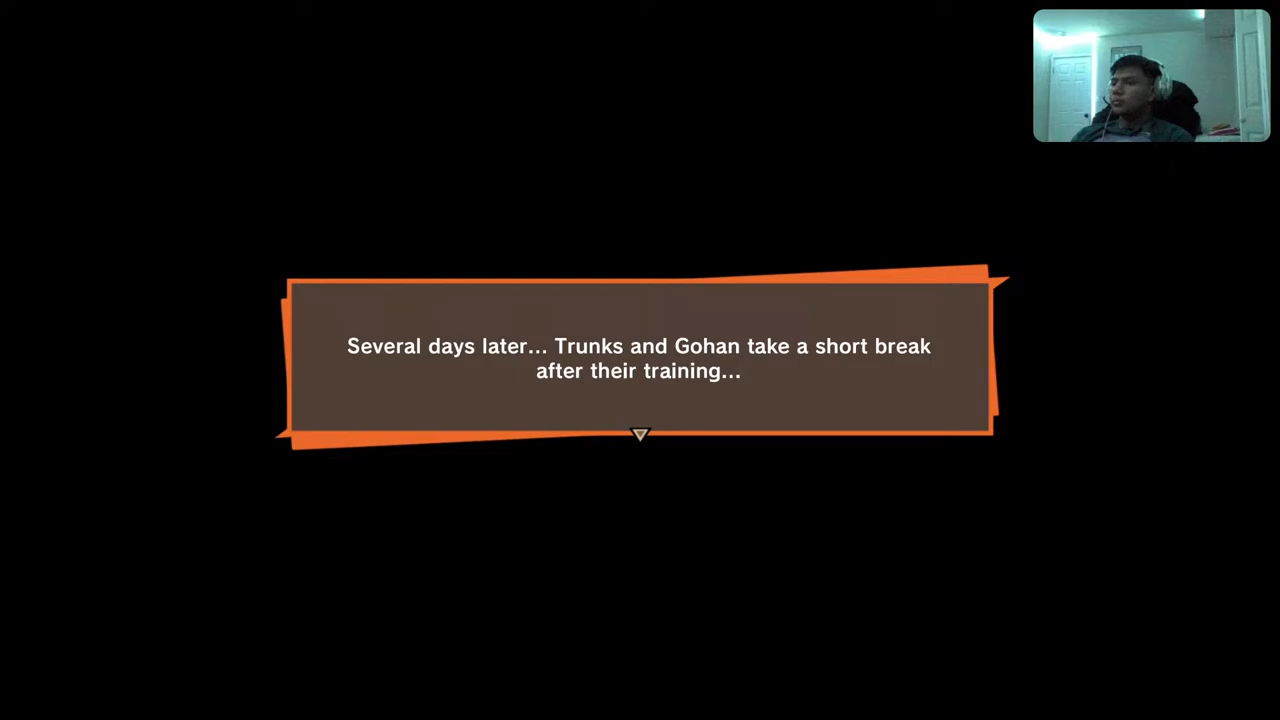 Several days later... Trunks and Gohan take a short break
after their training...